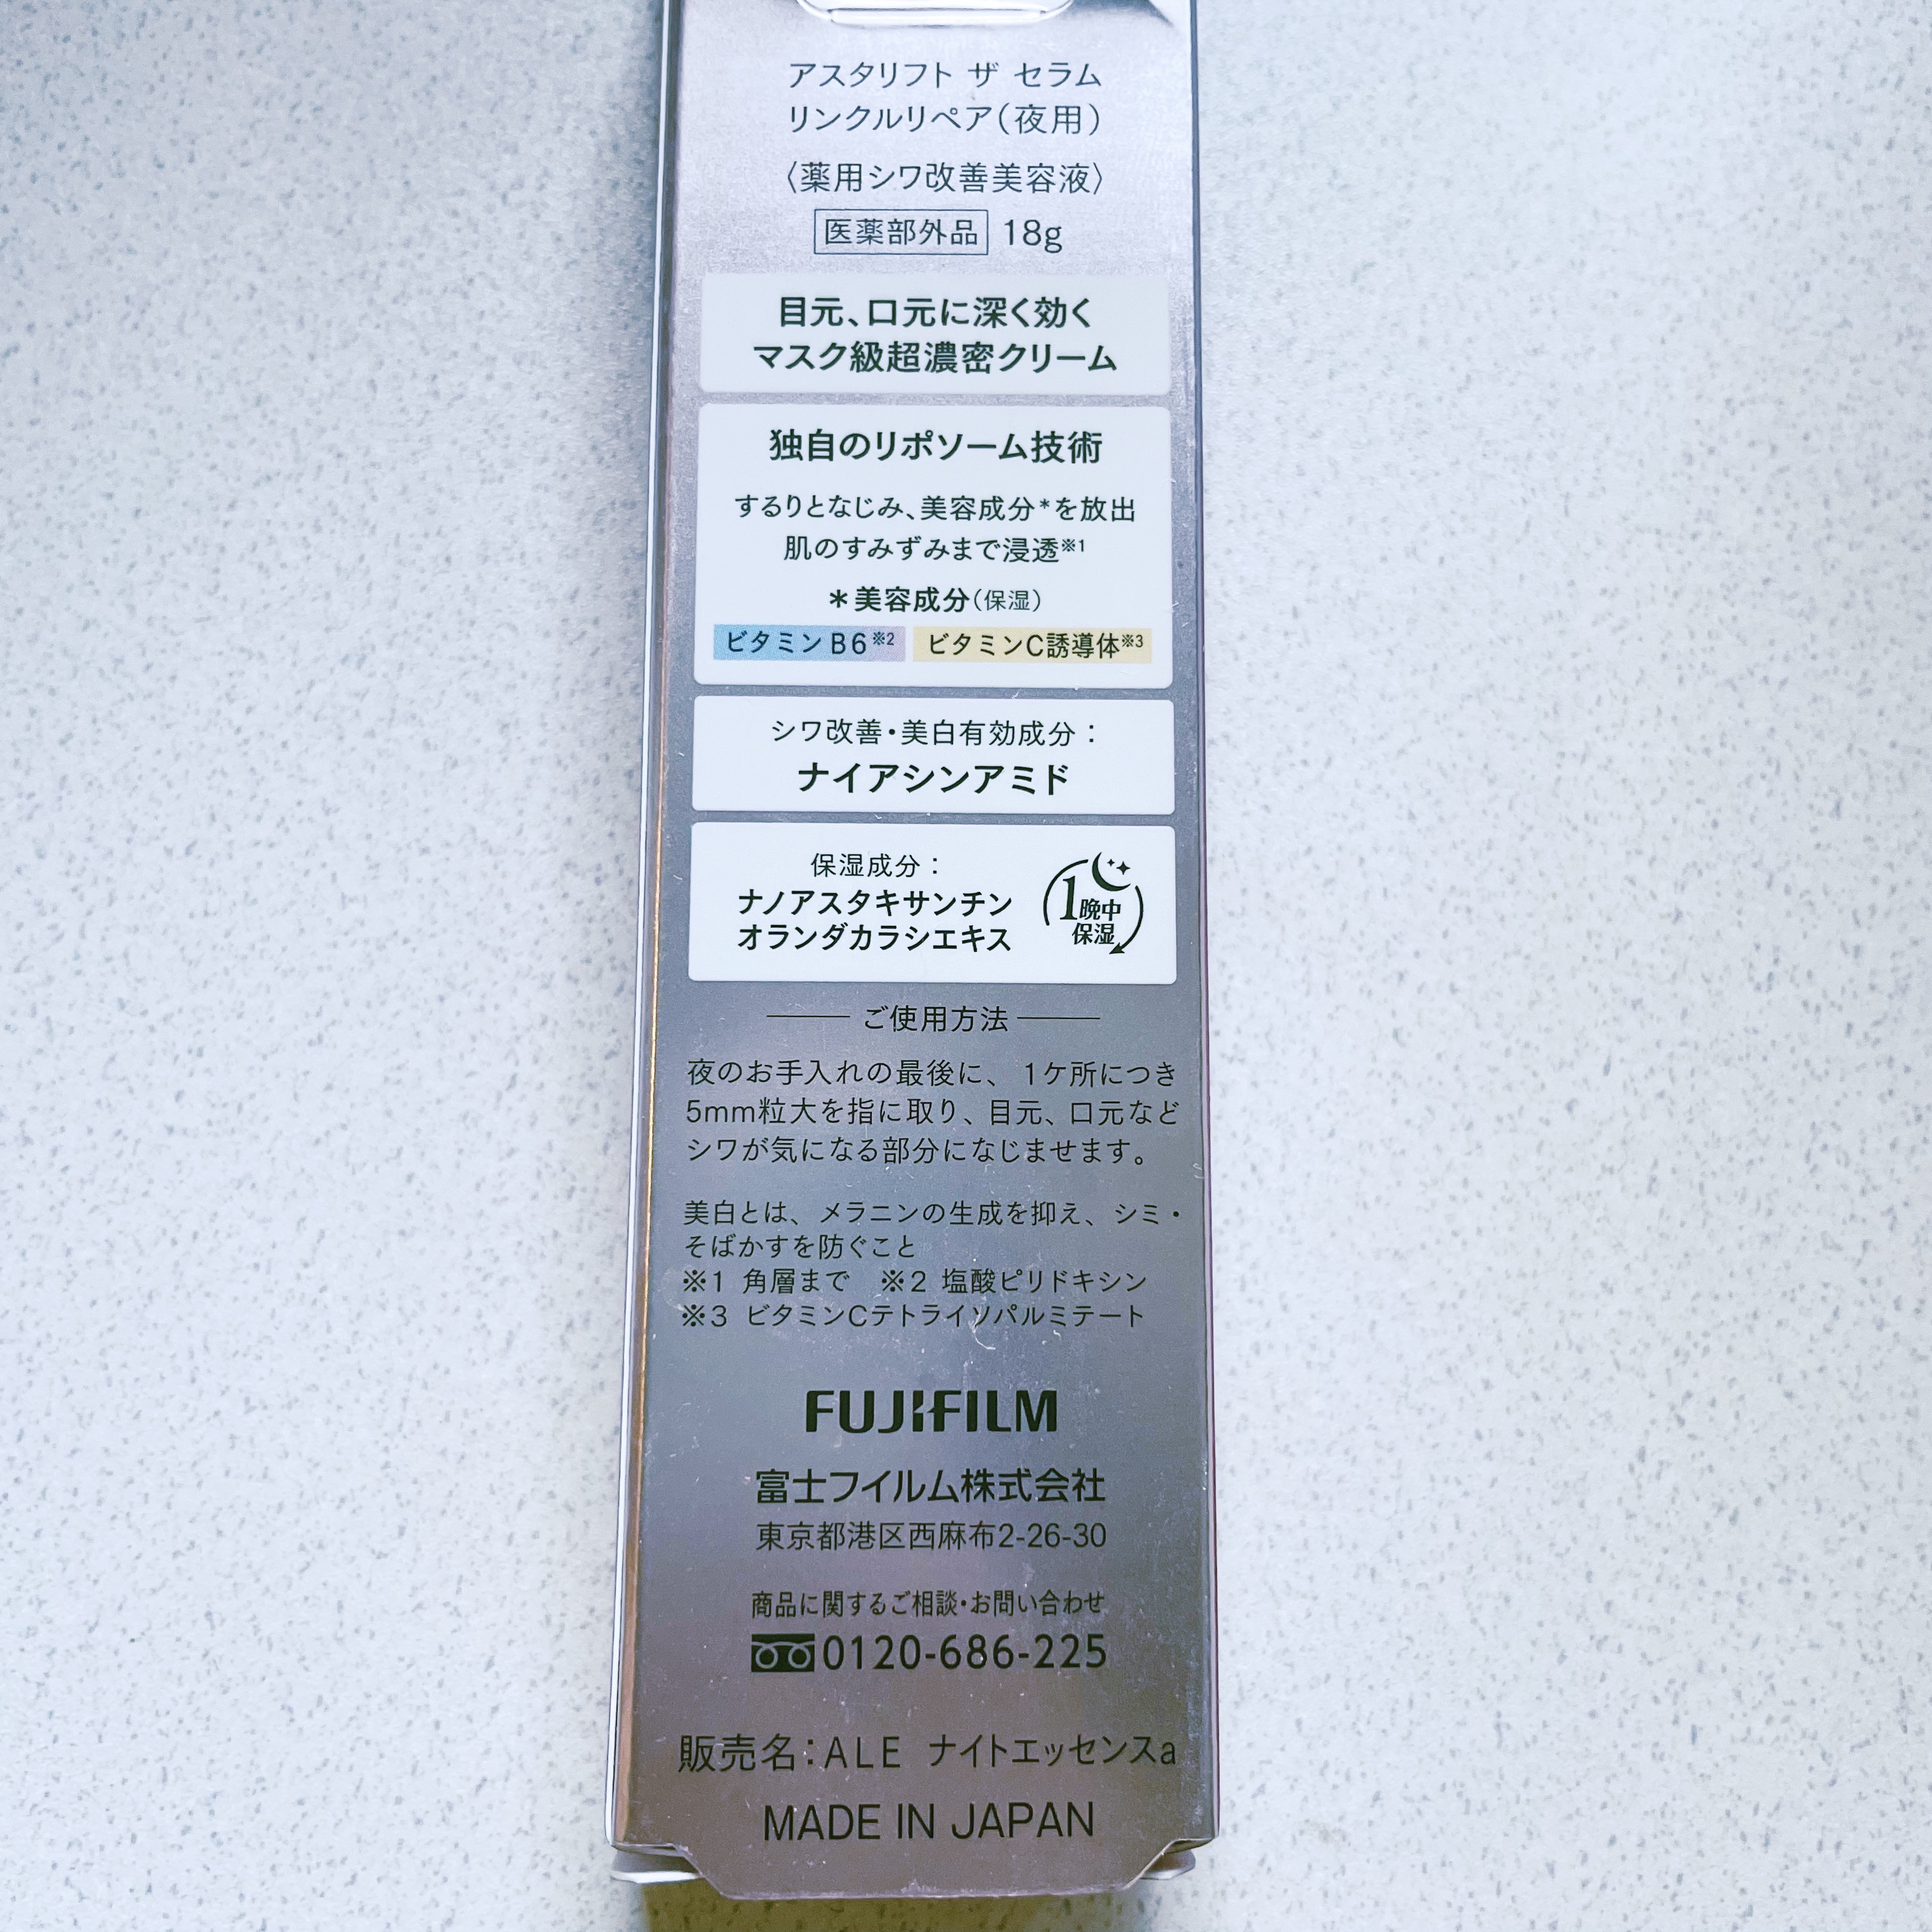 アスタリフト ザ セラム
リンクルリペア（夜用）
〈薬用シワ改善美容液〉
医薬部外品 18g
目元、口元に深く効く
マスク級超濃密クリーム
独自のリポソーム技術
するりとなじみ、美容成分*を放出
肌のすみずみまで浸透※1
＊美容成分（保湿）
ビタミンB6※2 ビタミンC誘導体※3
シワ改善・美白有効成分：
ナイアシンアミド
保湿成分：
ナノアスタキサンチン
オランダカラシエキス
1晩中
保湿
ご使用方法
夜のお手入れの最後に、1ケ所につき
5mm粒大を指に取り、目元、口元など
シワが気になる部分になじませます。
美白とは、メラニンの生成を抑え、シミ・
そばかすを防ぐこと
※1 角層まで ※2 塩酸ピリドキシン
※3 ビタミンCテトライソパルミテート
FUJIFILM
富士フイルム株式会社
東京都港区西麻布2-26-30
商品に関するご相談・お問い合わせ
0120-686-225
販売名：ALE ナイトエッセンスa
MADE IN JAPAN